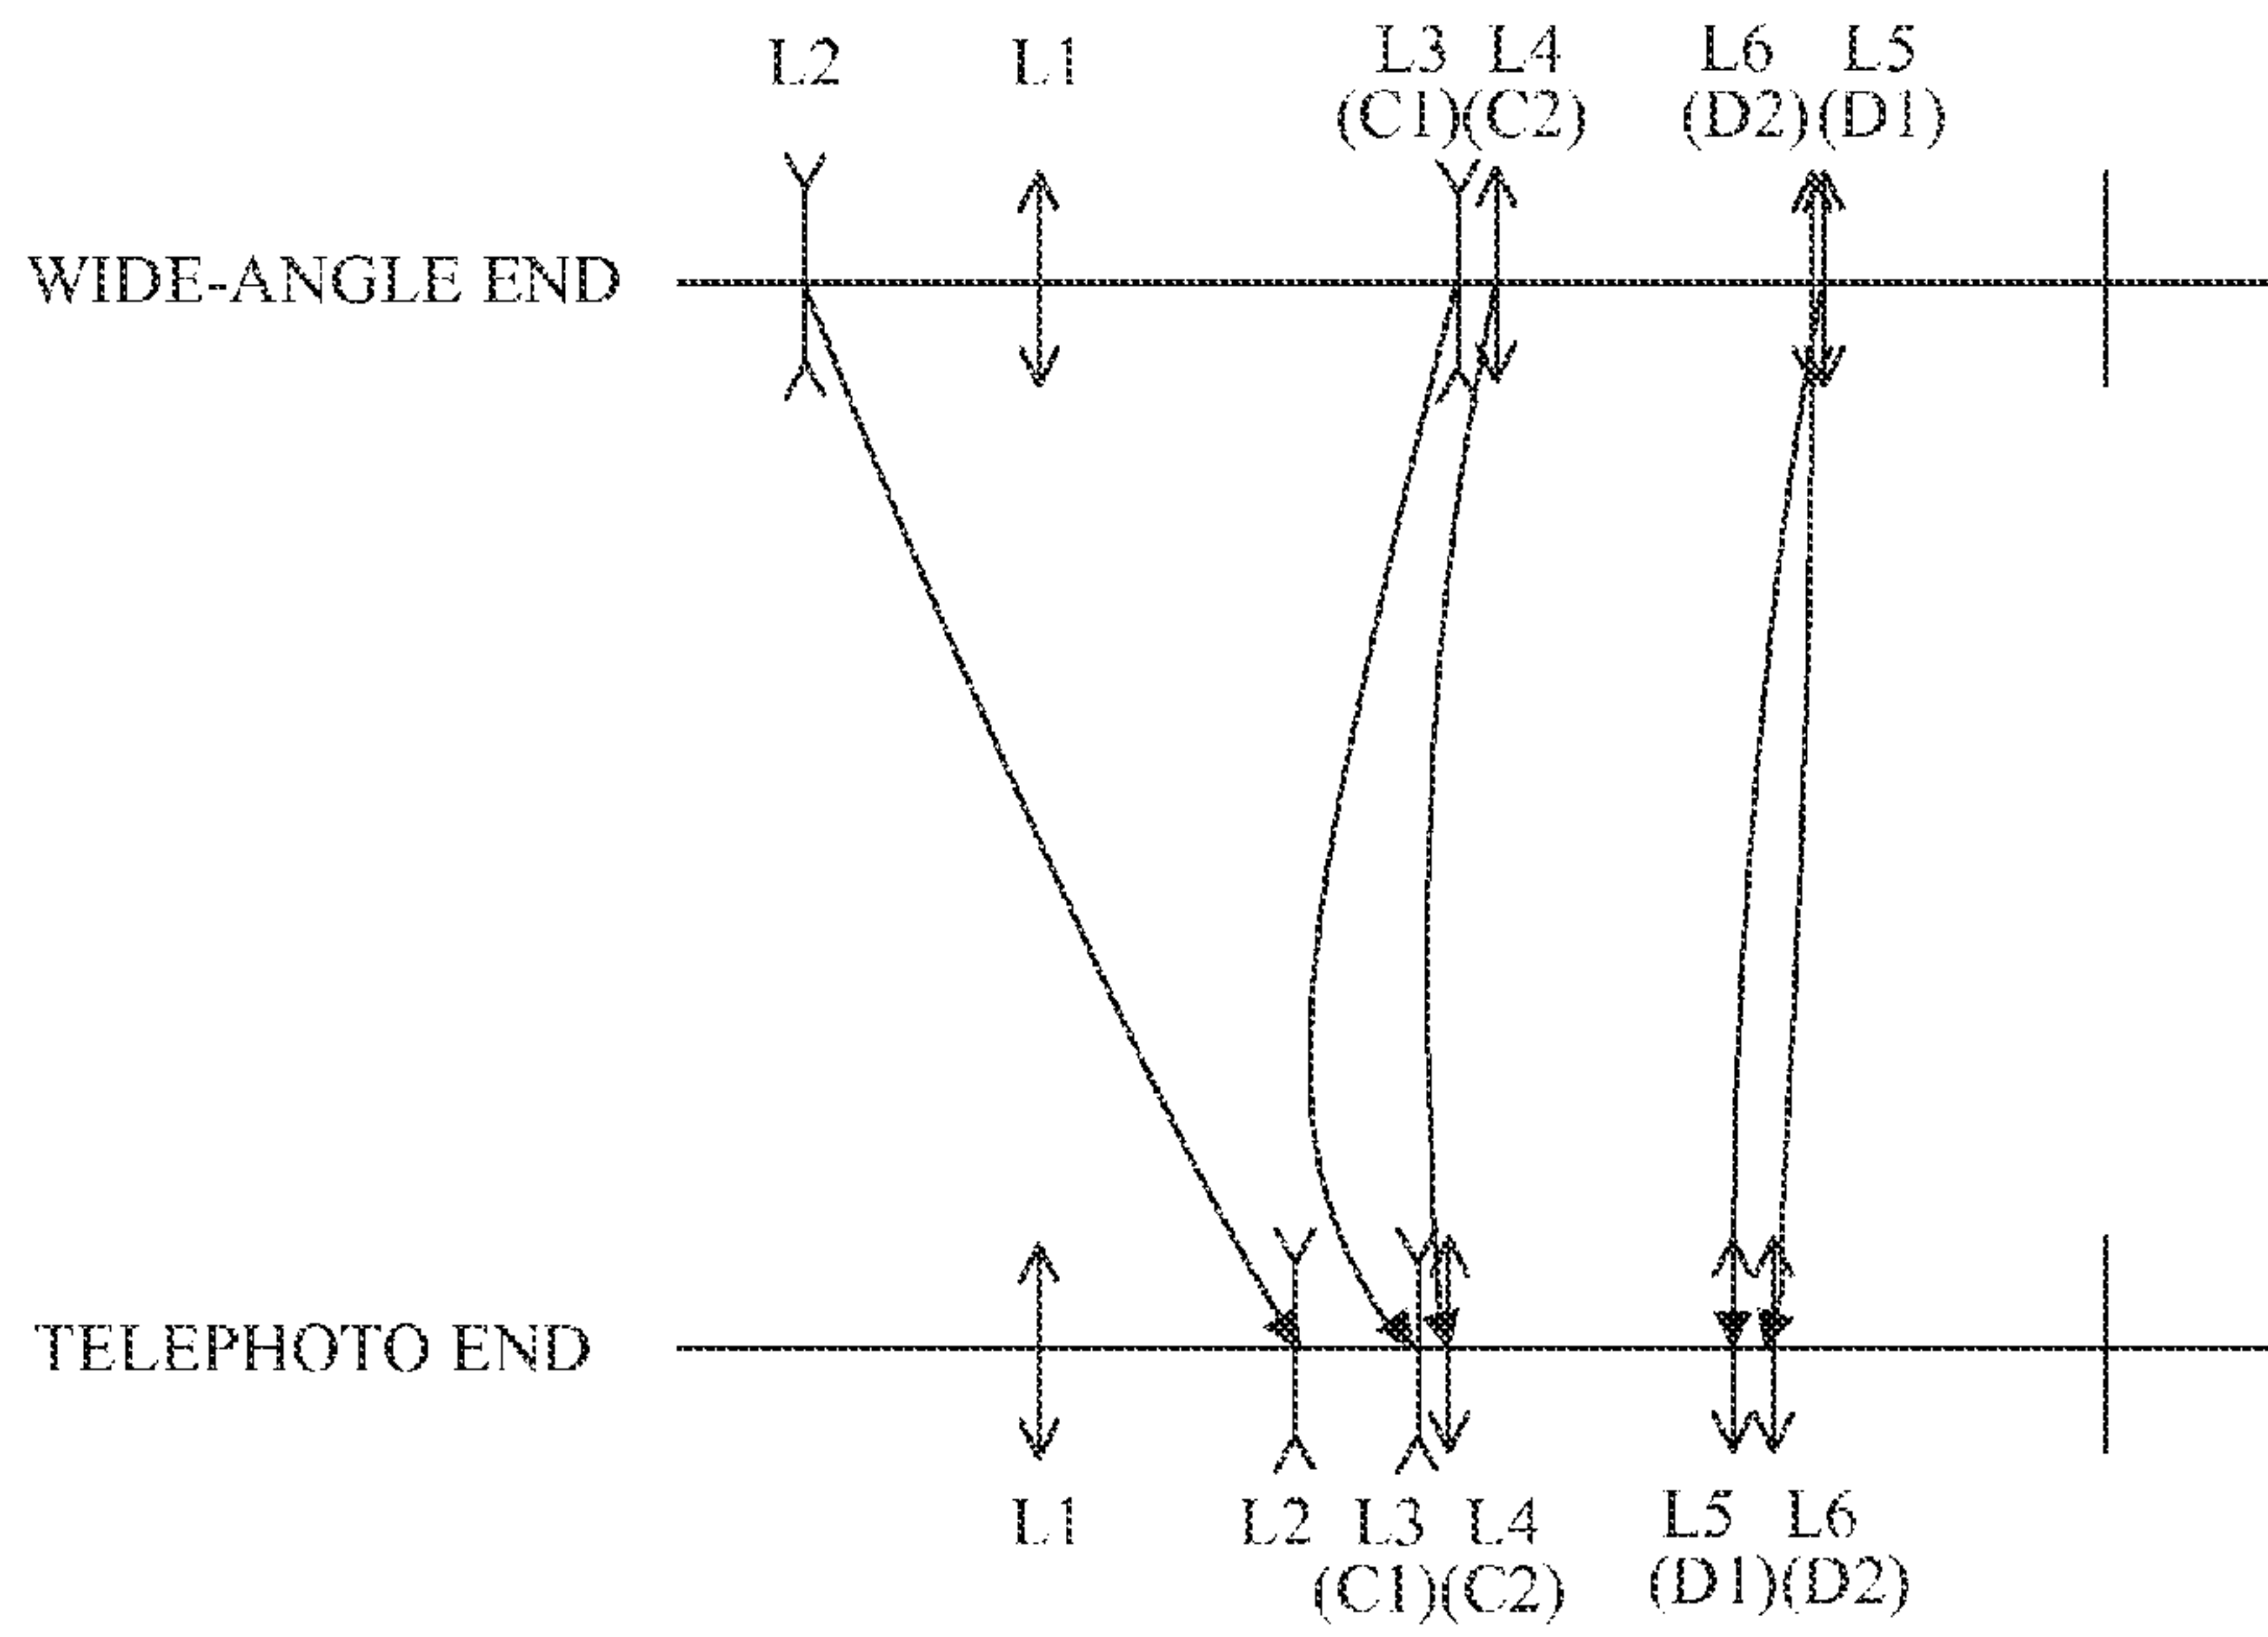 L2 L1 L3 L4 L6 L5
(C1)(C2) (D2)(D1)
WIDE-ANGLE END
TELEPHOTO END
L1 L2 L3 L4 L5 L6
(C1)(C2) (D1)(D2)